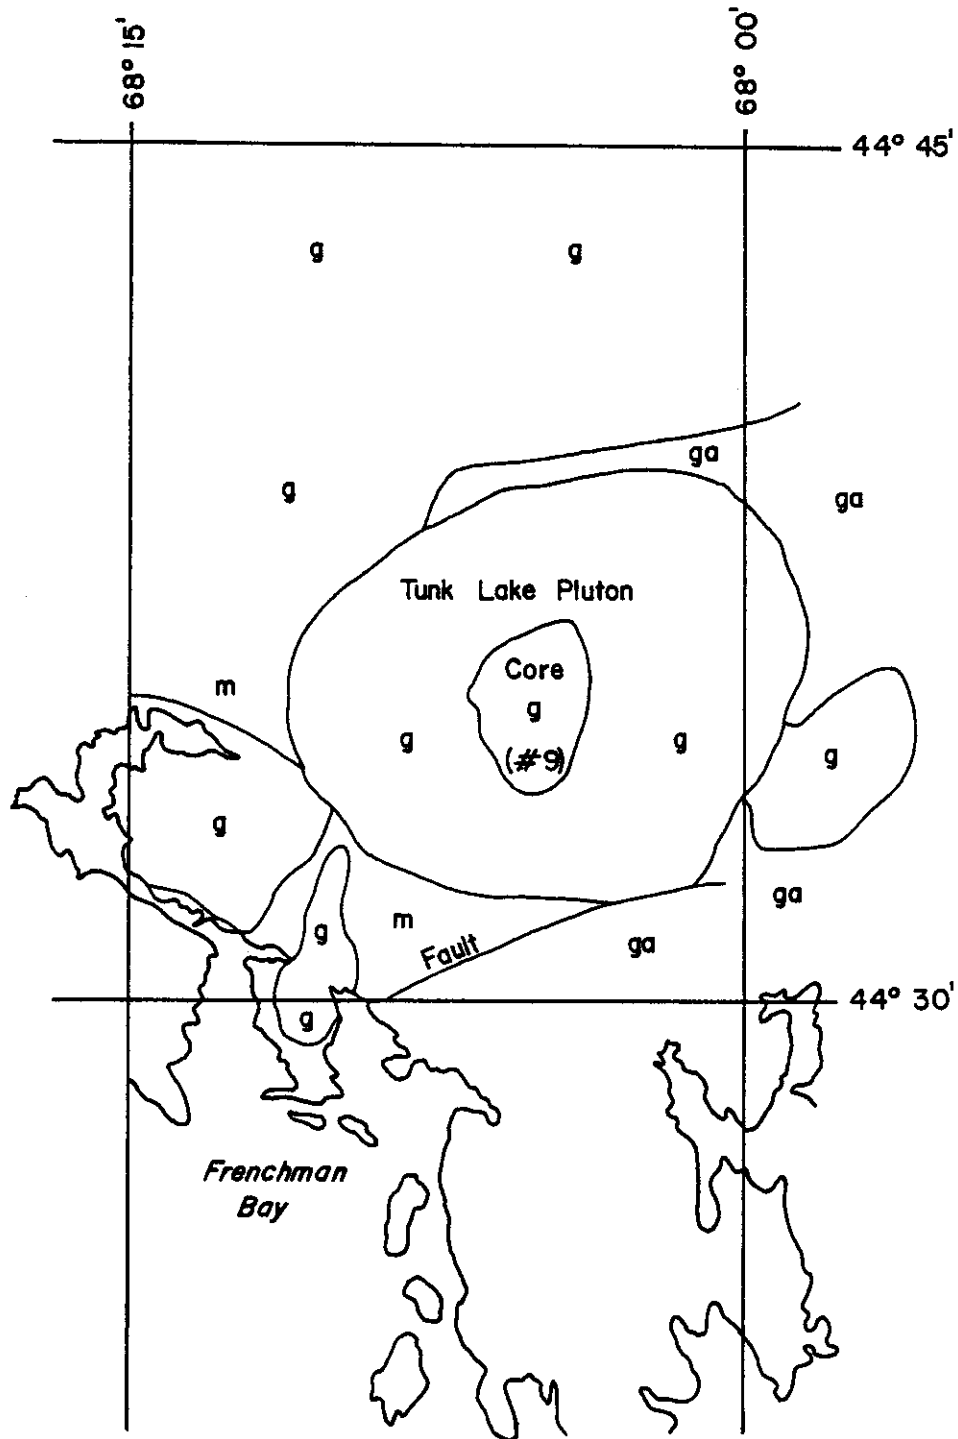 68° 15'
68° 00'
44° 45'
g
g
ga
g
ga
Tunk Lake Pluton
Core
m
g
g
g
(#9)
g
g
g
ga
m
g
Fault
ga
44° 30'
g
Frenchman
Bay